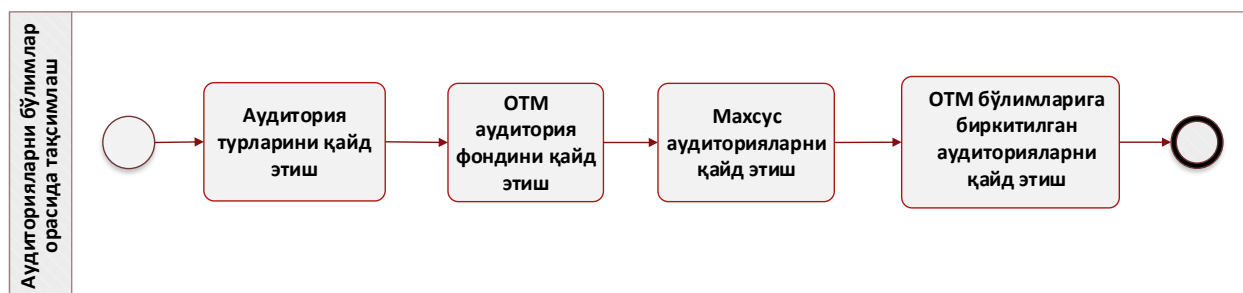 Аудиторияларни бўлимлар
орасида тақсимлаш
Аудитория
турларини қайд
этиш
ОТМ
аудитория
фондини қайд
этиш
Махсус
аудиторияларни
қайд этиш
ОТМ бўлимларига
биркитилган
аудиторияларни
қайд этиш